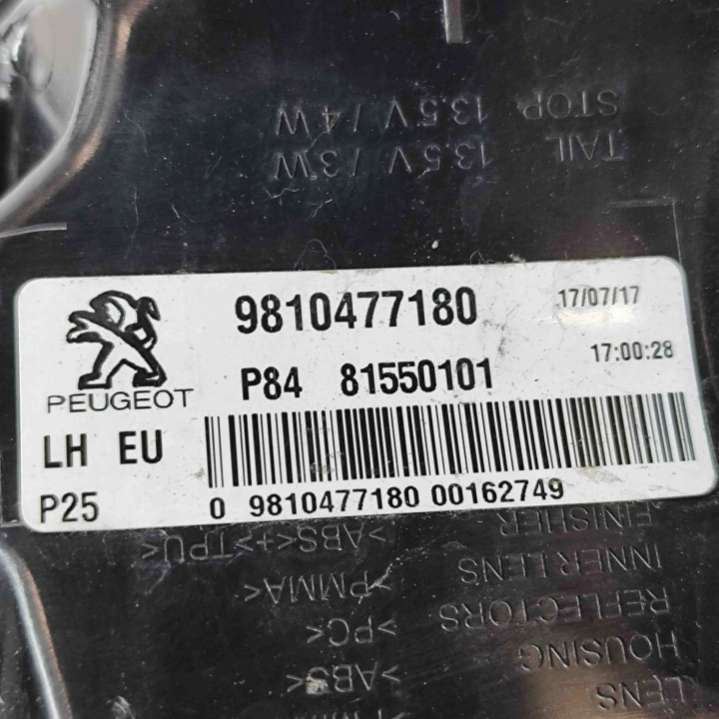 STOP 13.5V / 4W
TAIL 13.5V / 3W
9810477180
17/07/17
PEUGEOT
P84 81550101
17:00:28
LH EU
P25
0 9810477180 00162749
FINISHER >ABS<+>TPU<
INNER LENS >PMMA<
REFLECTORS >PC<
HOUSING >ABS<
LENS